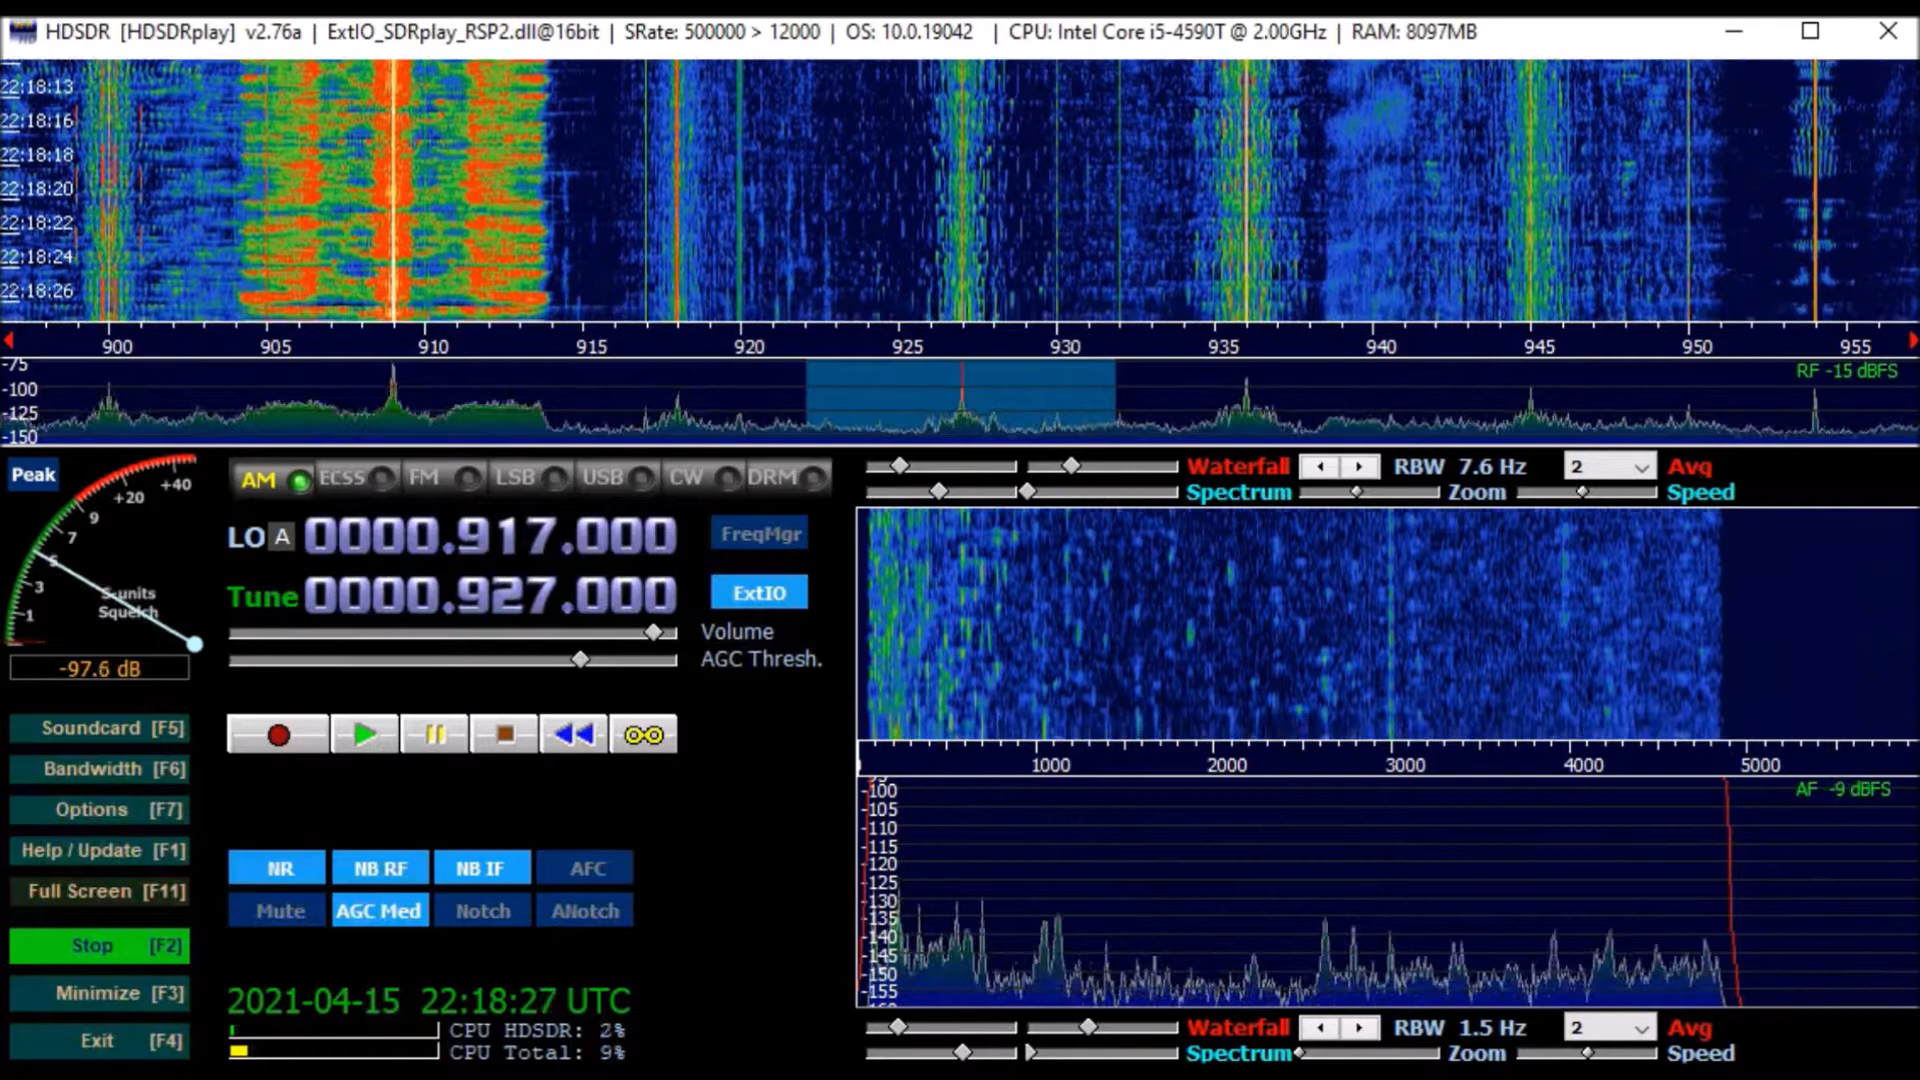 HDSDR [HDSDRplay] v2.76a | ExtIO_SDRplay_RSP2.dll@16bit | SRate: 500000 > 12000 | OS: 10.0.19042 | CPU: Intel Core i5-4590T @ 2.00GHz | RAM: 8097MB
22:18:13
22:18:16
22:18:18
22:18:20
22:18:22
22:18:24
22:18:26
900 905 910 915 920 925 930 935 940 945 950 955
-75 RF -15 dBFS
-100
-125
-150
Peak
1 3 5 7 9 +20 +40
S-units
Squelch
-97.6 dB
AM ECSS FM LSB USB CW DRM
LO A 0000.917.000 FreqMgr
Tune 0000.927.000 ExtIO
Volume
AGC Thresh.
Waterfall RBW 7.6 Hz 2 Avg
Spectrum Zoom Speed
Soundcard [F5]
Bandwidth [F6]
Options [F7]
Help / Update [F1]
Full Screen [F11]
Stop [F2]
Minimize [F3]
Exit [F4]
NR NB RF NB IF AFC
Mute AGC Med Notch ANotch
2021-04-15 22:18:27 UTC
CPU HDSDR: 2%
CPU Total: 9%
1000 2000 3000 4000 5000
AF -9 dBFS
-100
-105
-110
-115
-120
-125
-130
-135
-140
-145
-150
-155
Waterfall RBW 1.5 Hz 2 Avg
Spectrum Zoom Speed